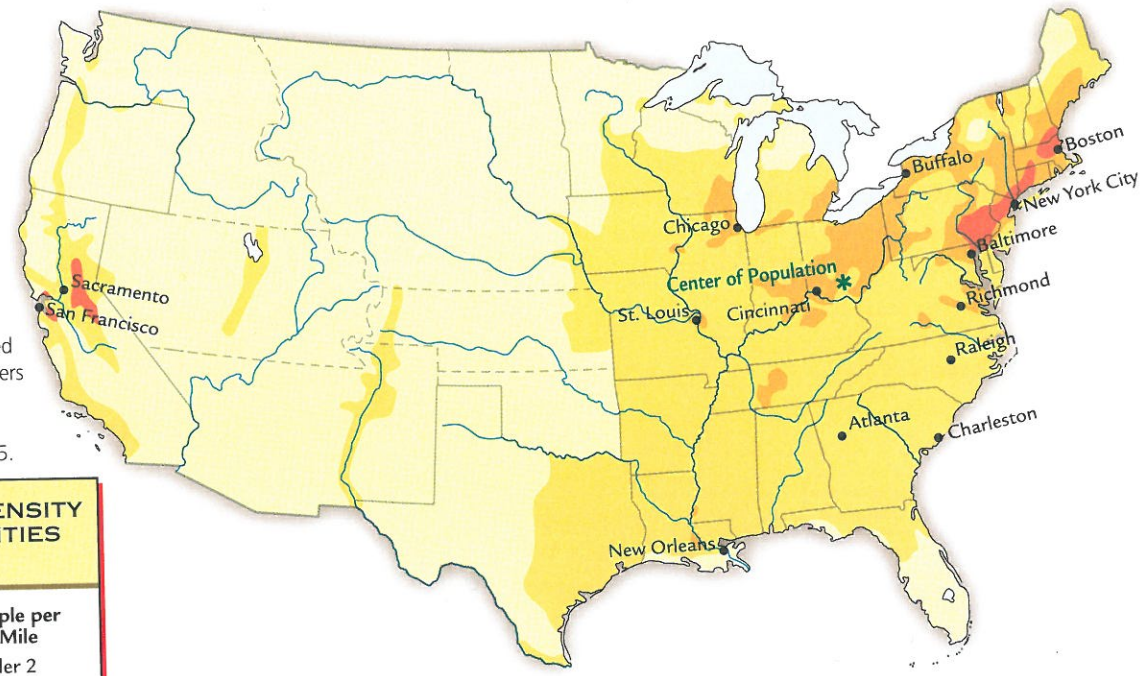 Boston
Buffalo
New York City
Chicago
Baltimore
Center of Population
Sacramento
San Francisco
St. Louis
Cincinnati
Richmond
Raleigh
ed
ers
Atlanta
Charleston
5.
ENSITY
ITIES
New Orleans
ple per
Mile
ler 2